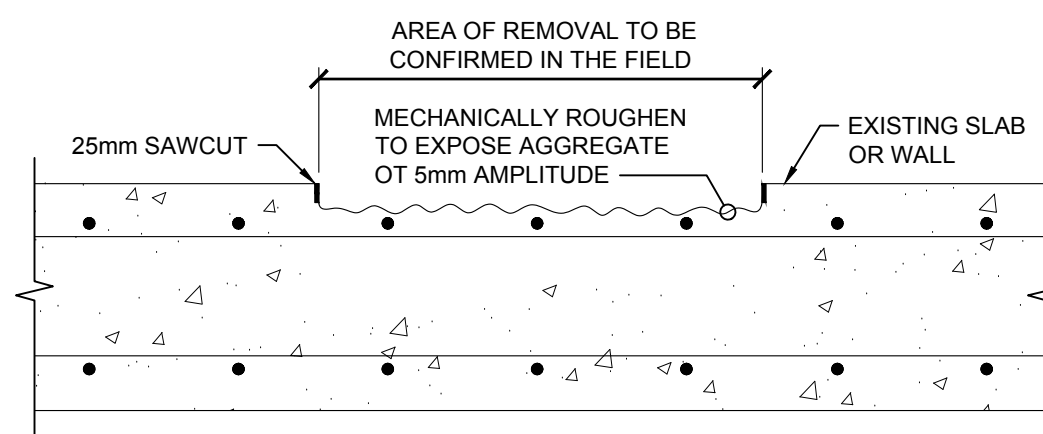 AREA OF REMOVAL TO BE
CONFIRMED IN THE FIELD
MECHANICALLY ROUGHEN
TO EXPOSE AGGREGATE
OT 5mm AMPLITUDE
25mm SAWCUT
EXISTING SLAB
OR WALL